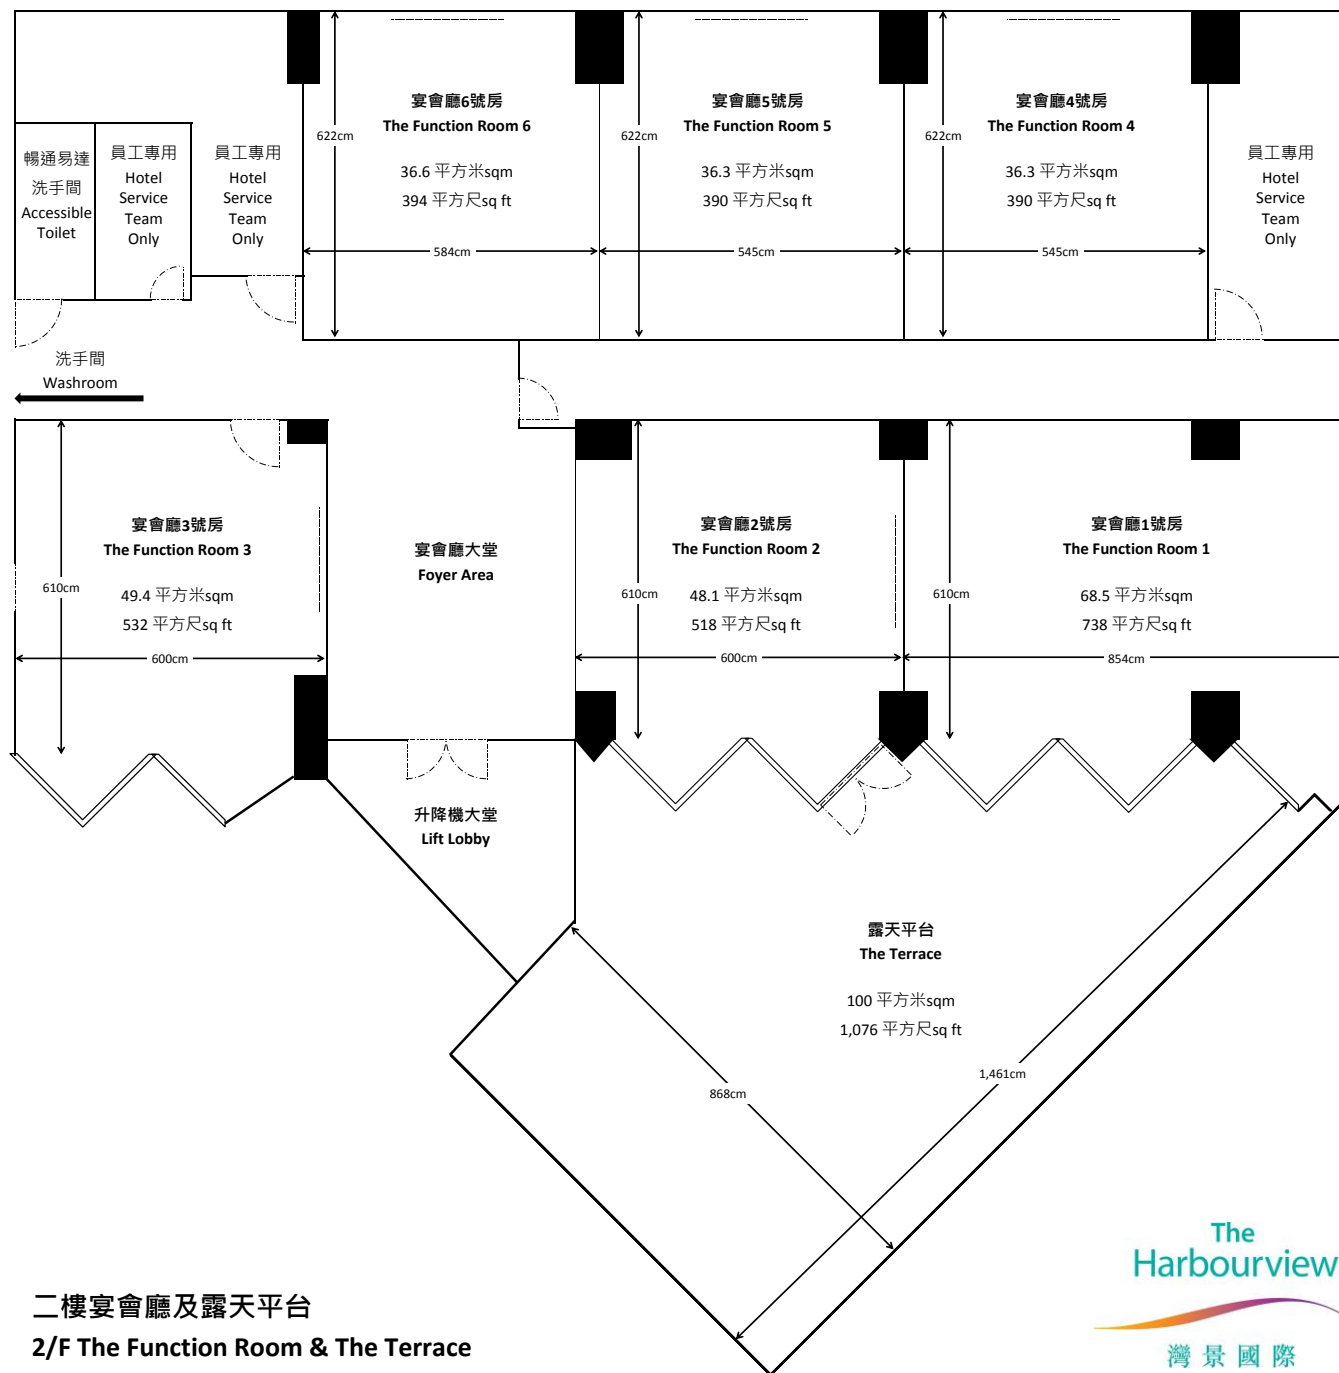 宴會廳6號房
The Function Room 6
622cm
36.6 平方米sqm
394 平方尺sq ft
584cm
宴會廳5號房
The Function Room 5
622cm
36.3 平方米sqm
390 平方尺sq ft
545cm
宴會廳4號房
The Function Room 4
622cm
36.3 平方米sqm
390 平方尺sq ft
545cm
暢通易達
洗手間
Accessible
Toilet
員工專用
Hotel
Service
Team
Only
員工專用
Hotel
Service
Team
Only
員工專用
Hotel
Service
Team
Only
洗手間
Washroom
宴會廳3號房
The Function Room 3
610cm
49.4 平方米sqm
532 平方尺sq ft
600cm
宴會廳大堂
Foyer Area
宴會廳2號房
The Function Room 2
610cm
48.1 平方米sqm
518 平方尺sq ft
600cm
宴會廳1號房
The Function Room 1
610cm
68.5 平方米sqm
738 平方尺sq ft
854cm
升降機大堂
Lift Lobby
露天平台
The Terrace
100 平方米sqm
1,076 平方尺sq ft
1,461cm
868cm
二樓宴會廳及露天平台
2/F The Function Room & The Terrace
The
Harbourview
灣景國際